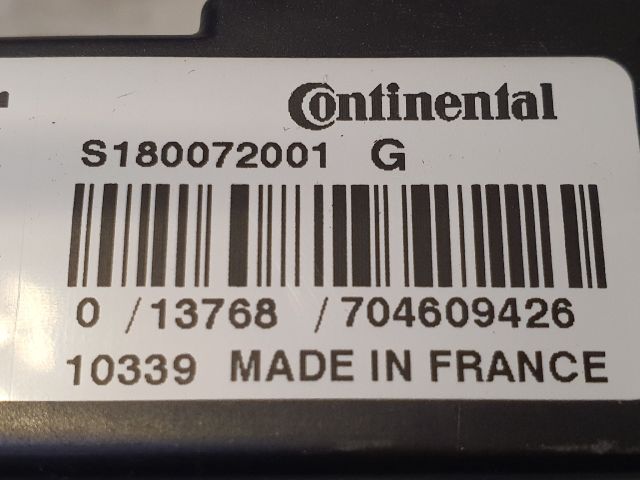 Continental
S180072001 G
0 /13768 /704609426
10339 MADE IN FRANCE